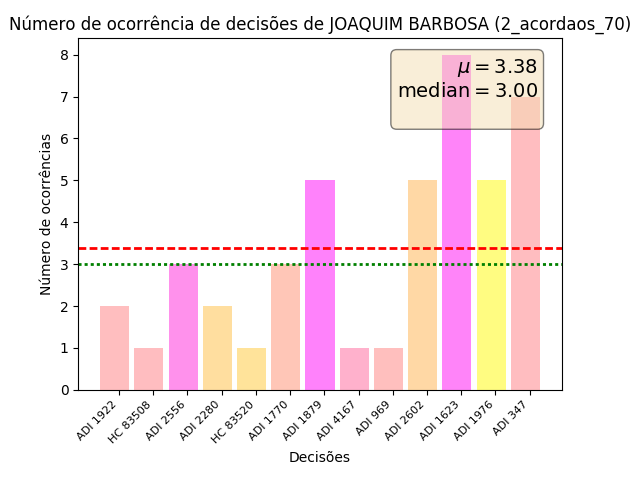 Número de ocorrência de decisões de JOAQUIM BARBOSA (2_acordaos_70)
μ = 3.38
median = 3.00
Número de ocorrências
8
7
6
5
4
3
2
1
0
ADI 1922
HC 83508
ADI 2556
ADI 2280
HC 83520
ADI 1770
ADI 1879
ADI 4167
ADI 969
ADI 2602
ADI 1623
ADI 1976
ADI 347
Decisões